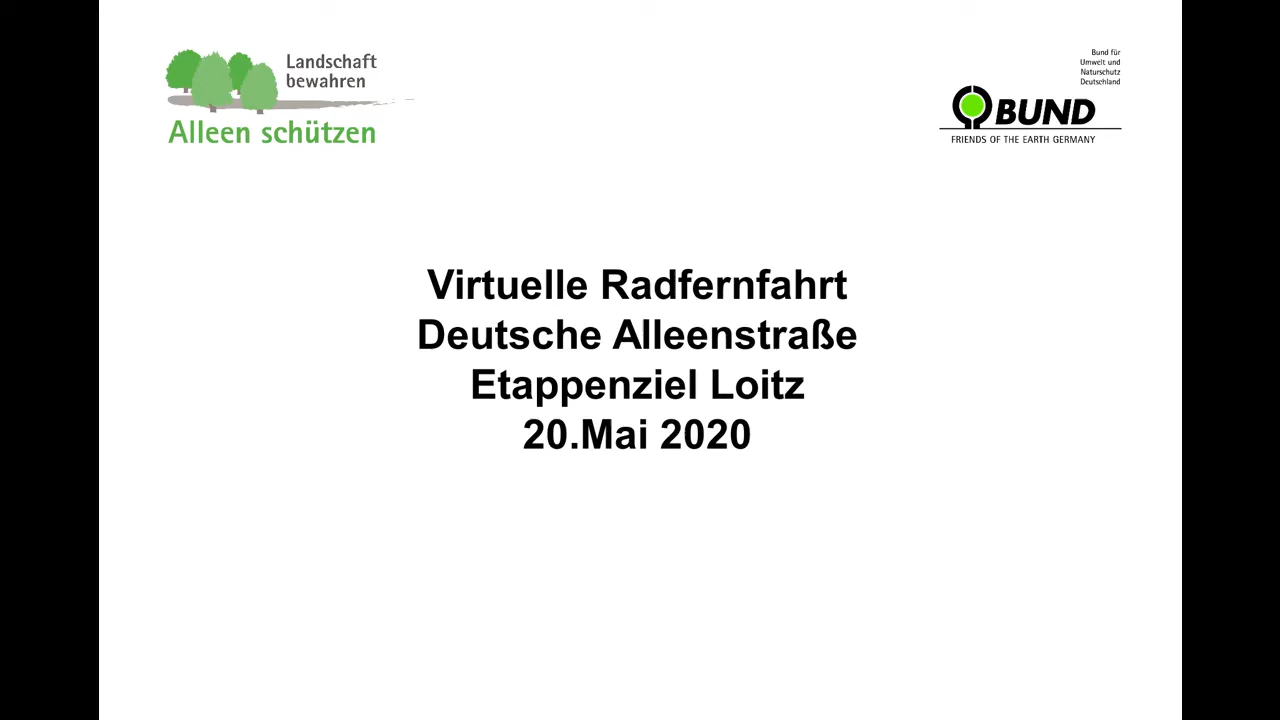 Landschaft
bewahren
Alleen schützen
Bund für
Umwelt und
Naturschutz
Deutschland
BUND
FRIENDS OF THE EARTH GERMANY
Virtuelle Radfernfahrt
Deutsche Alleenstraße
Etappenziel Loitz
20.Mai 2020